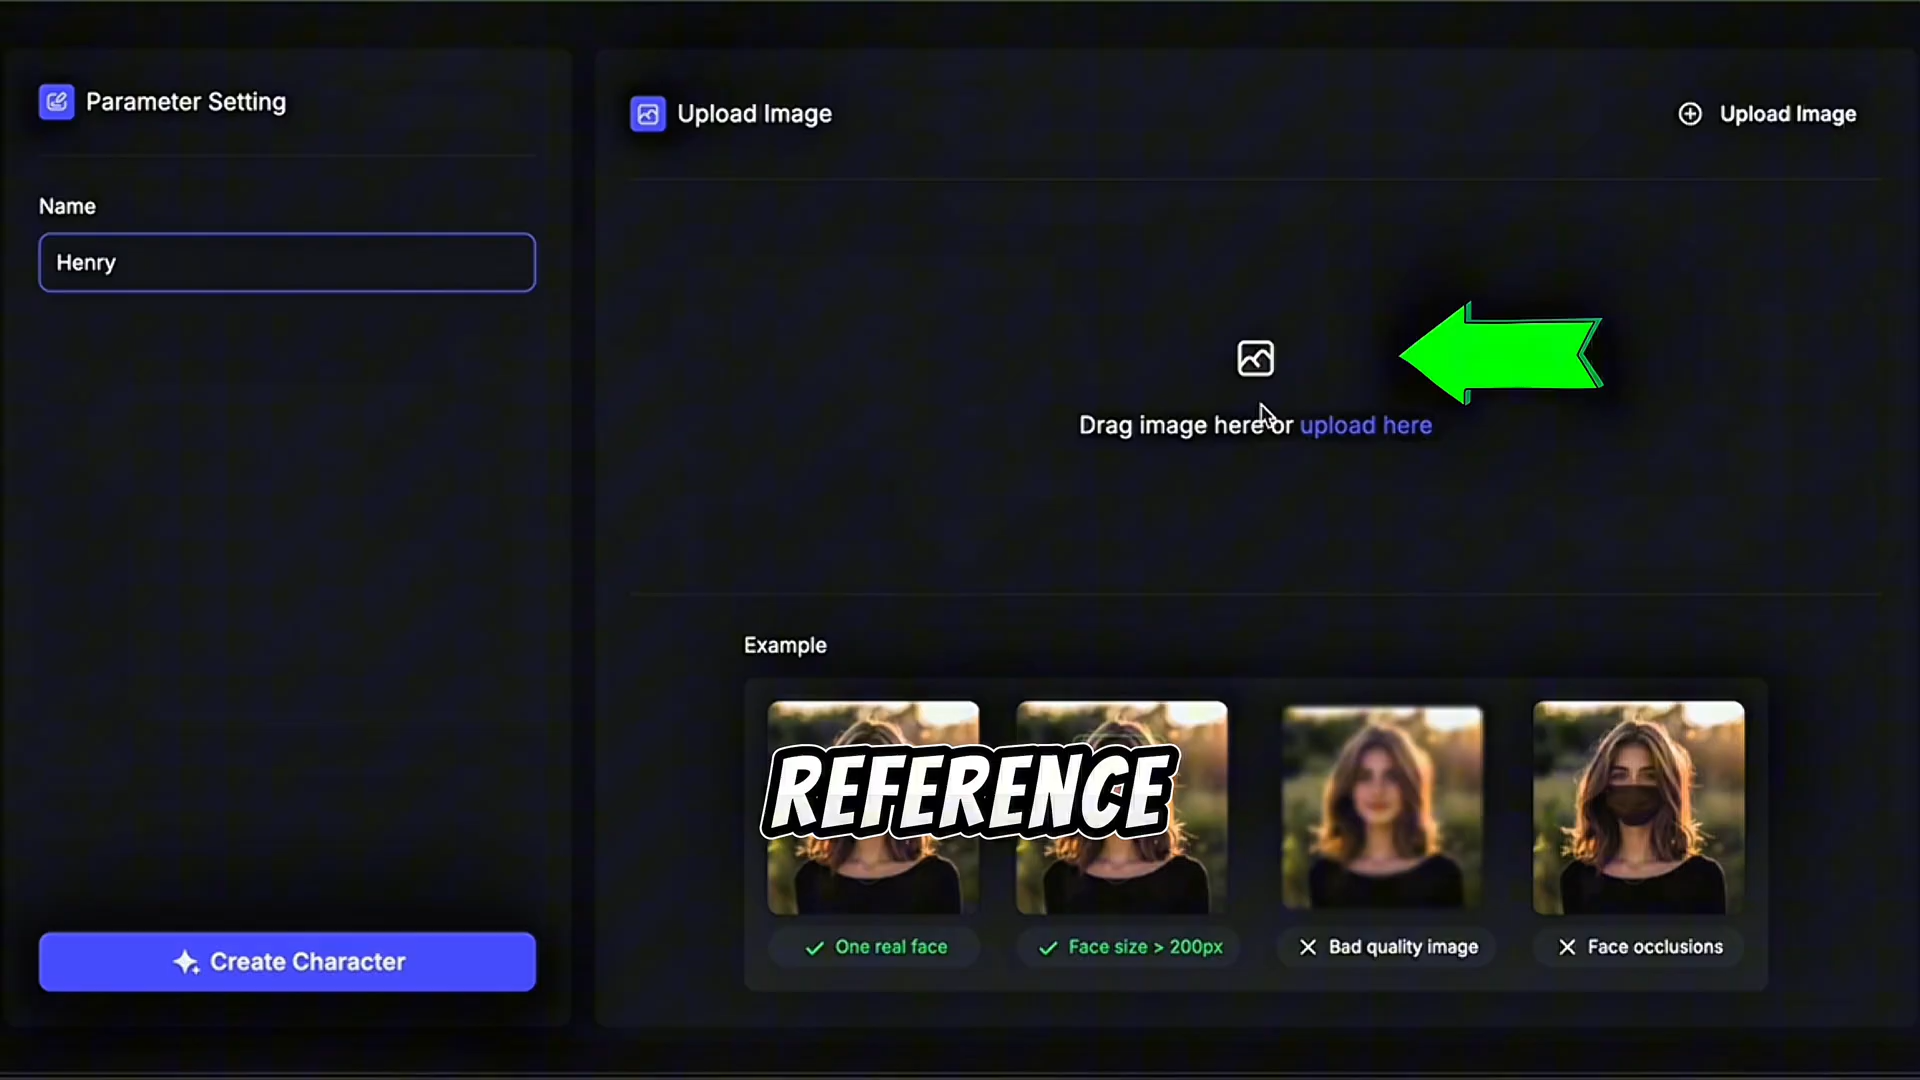 Parameter Setting
Name
Henry
Create Character
Upload Image
Upload Image
Drag image here or upload here
Example
REFERENCE
One real face
Face size > 200px
Bad quality image
Face occlusions